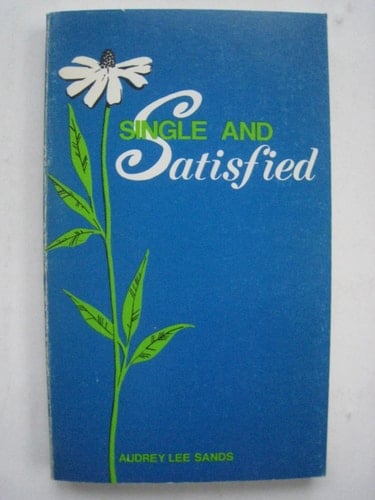 SINGLE AND
Satisfied
AUDREY LEE SANDS